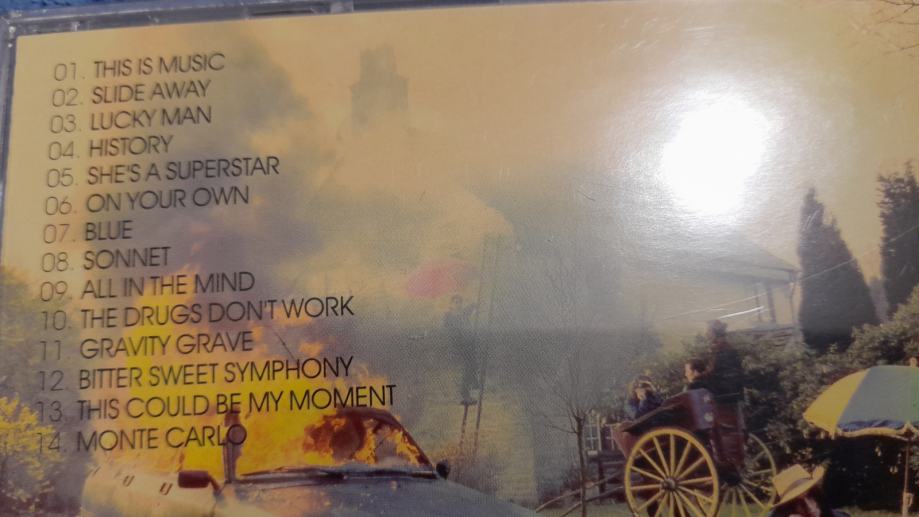 01. THIS IS MUSIC
02. SLIDE AWAY
03. LUCKY MAN
04. HISTORY
05. SHE'S A SUPERSTAR
06. ON YOUR OWN
07. BLUE
08. SONNET
09. ALL IN THE MIND
10. THE DRUGS DON'T WORK
11. GRAVITY GRAVE
12. BITTER SWEET SYMPHONY
13. THIS COULD BE MY MOMENT
14. MONTE CARLO